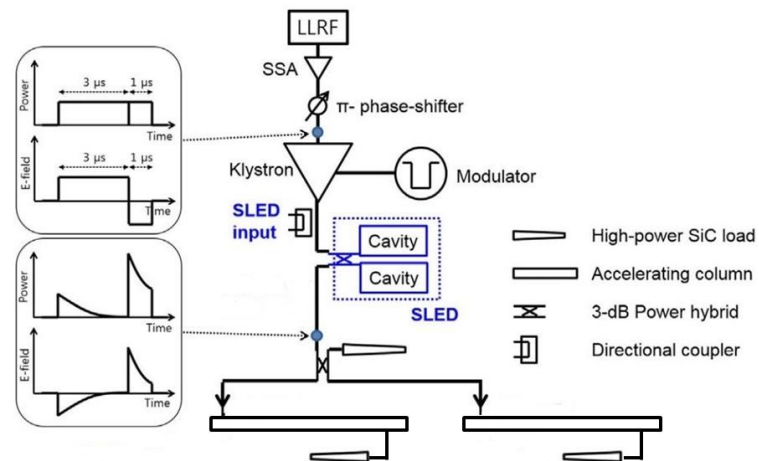 LLRF
SSA
π- phase-shifter
Klystron
Modulator
SLED
input
Cavity
Cavity
SLED
3 μs
1 μs
Power
Time
3 μs
1 μs
E-field
Time
Power
Time
E-field
Time
High-power SiC load
Accelerating column
3-dB Power hybrid
Directional coupler